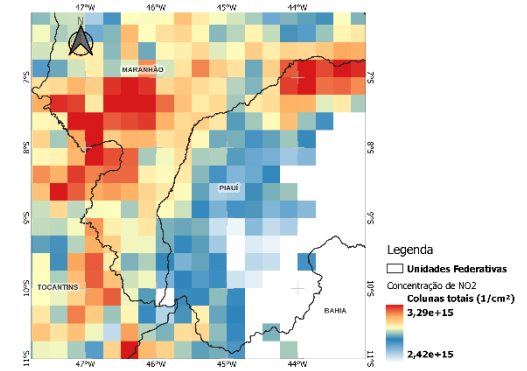 47°W 46°W 45°W 44°W
N
MARANHÃO
7°S 7°S
8°S 8°S
PIAUÍ
9°S 9°S
TOCANTINS
10°S 10°S
BAHIA
11°S 11°S
47°W 46°W 45°W 44°W
Legenda
Unidades Federativas
Concentração de NO2
Colunas totais (1/cm²)
3,29e+15
2,42e+15